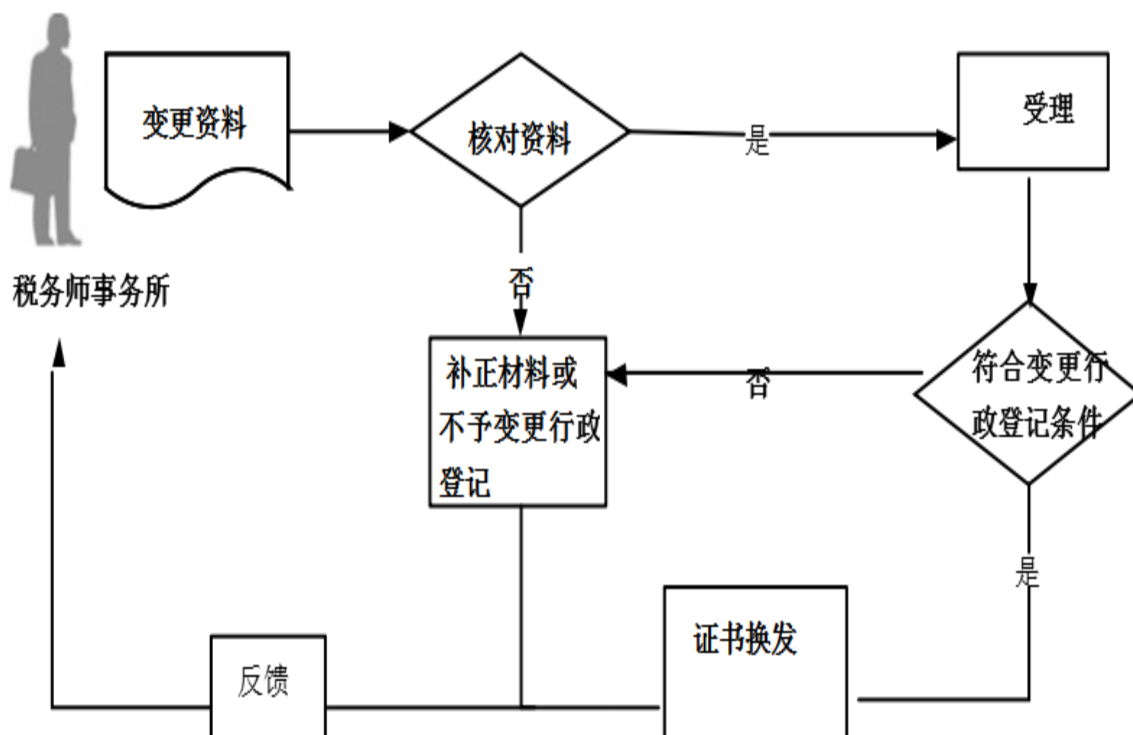 变更资料
核对资料
是
受理
税务师事务所
否
补正材料或
不予变更行政
登记
否
符合变更行
政登记条件
是
证书换发
反馈